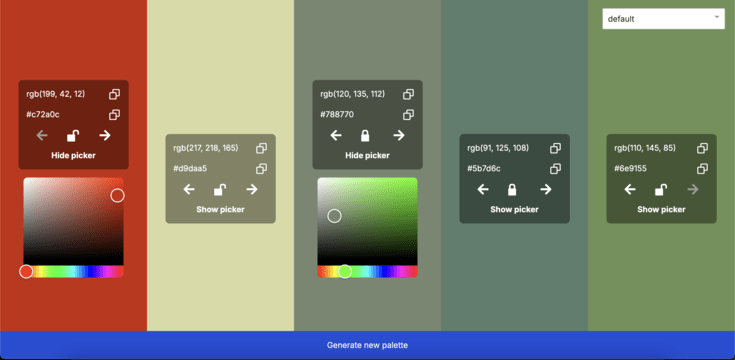 default
rgb(199, 42, 12)
#c72a0c
Hide picker
rgb(217, 218, 165)
#d9daa5
Show picker
rgb(120, 135, 112)
#788770
Hide picker
rgb(91, 125, 108)
#5b7d6c
Show picker
rgb(110, 145, 85)
#6e9155
Show picker
Generate new palette